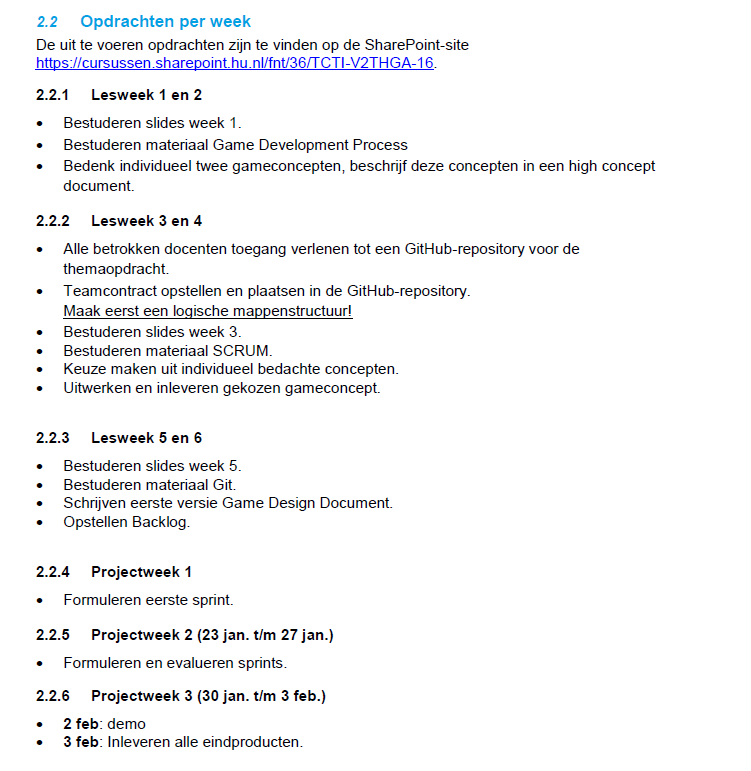 2.2 Opdrachten per week
De uit te voeren opdrachten zijn te vinden op de SharePoint-site
https://cursussen.sharepoint.hu.nl/fnt/36/TCTI-V2THGA-16.
2.2.1 Lesweek 1 en 2
• Bestuderen slides week 1.
• Bestuderen materiaal Game Development Process
• Bedenk individueel twee gameconcepten, beschrijf deze concepten in een high concept
document.
2.2.2 Lesweek 3 en 4
• Alle betrokken docenten toegang verlenen tot een GitHub-repository voor de
themaopdracht.
• Teamcontract opstellen en plaatsen in de GitHub-repository.
Maak eerst een logische mappenstructuur!
• Bestuderen slides week 3.
• Bestuderen materiaal SCRUM.
• Keuze maken uit individueel bedachte concepten.
• Uitwerken en inleveren gekozen gameconcept.
2.2.3 Lesweek 5 en 6
• Bestuderen slides week 5.
• Bestuderen materiaal Git.
• Schrijven eerste versie Game Design Document.
• Opstellen Backlog.
2.2.4 Projectweek 1
• Formuleren eerste sprint.
2.2.5 Projectweek 2 (23 jan. t/m 27 jan.)
• Formuleren en evalueren sprints.
2.2.6 Projectweek 3 (30 jan. t/m 3 feb.)
• 2 feb: demo
• 3 feb: Inleveren alle eindproducten.